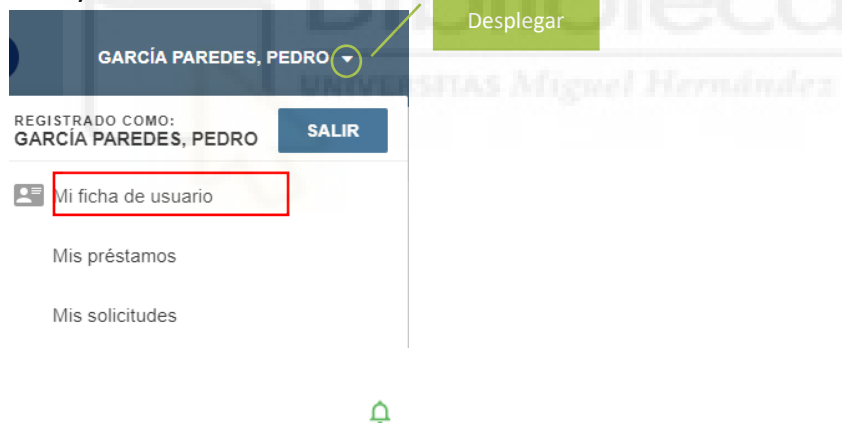 Biblioteca
Desplegar
GARCÍA PAREDES, PEDRO
UNIVERSITAS Miguel Hernández
REGISTRADO COMO:
GARCÍA PAREDES, PEDRO
SALIR
Mi ficha de usuario
Mis préstamos
Mis solicitudes